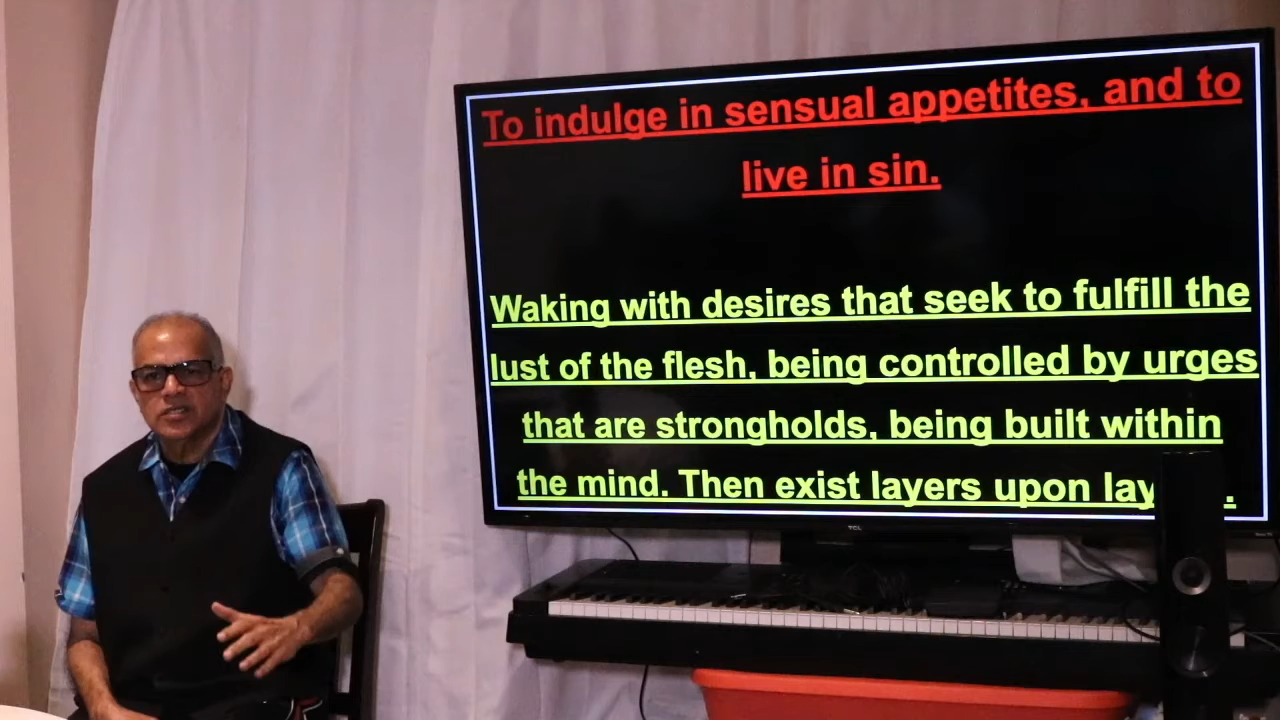 To indulge in sensual appetites, and to
live in sin.
Waking with desires that seek to fulfill the
lust of the flesh, being controlled by urges
that are strongholds, being built within
the mind. Then exist layers upon
TCL